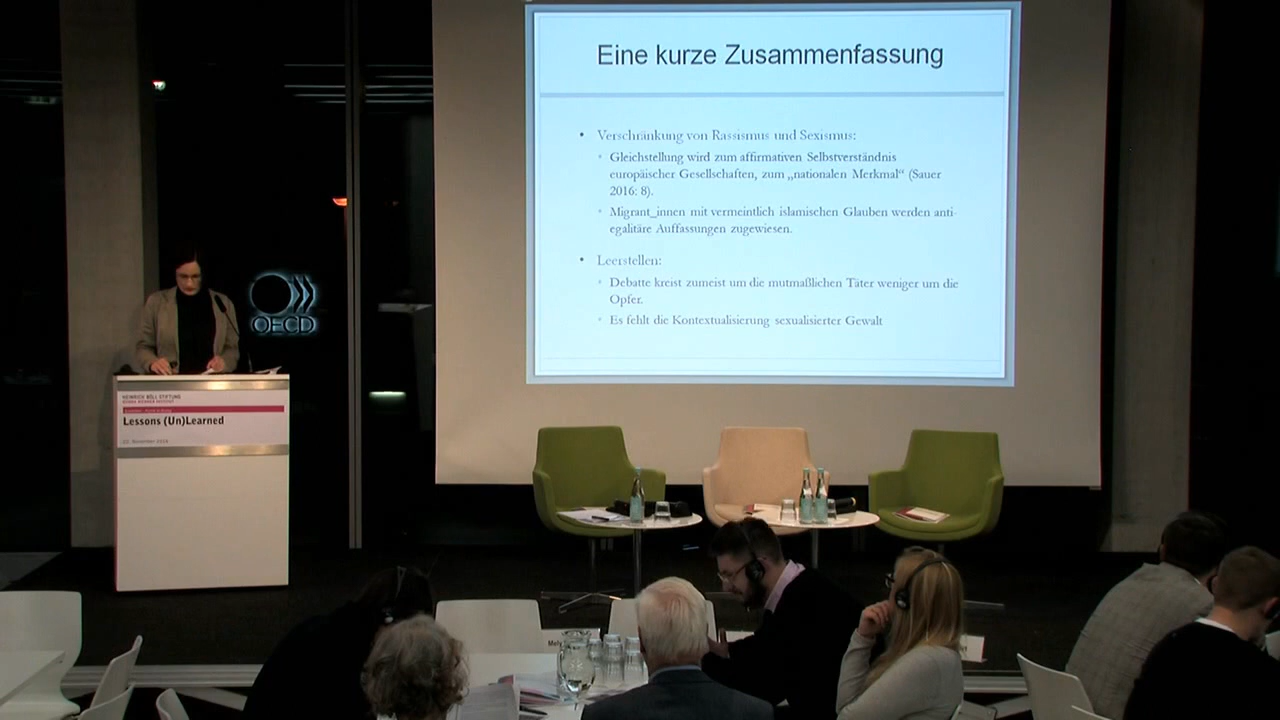 Eine kurze Zusammenfassung
• Verschränkung von Rassismus und Sexismus:
• Gleichstellung wird zum affirmativen Selbstverständnis
europäischer Gesellschaften, zum „nationalen Merkmal“ (Sauer
2016: 8).
• Migrant_innen mit vermeintlich islamischen Glauben werden anti-
egalitäre Auffassungen zugewiesen.
• Leerstellen:
• Debatte kreist zumeist um die mutmaßlichen Täter weniger um die
Opfer.
• Es fehlt die Kontextualisierung sexualisierter Gewalt
OECD
HEINRICH BÖLL STIFTUNG
Lessons (Un)Learned